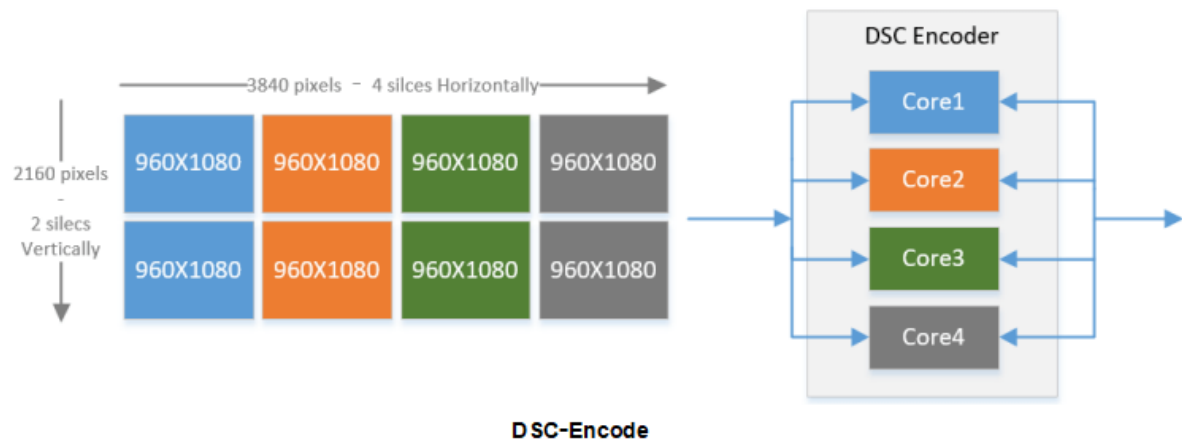 3840 pixels - 4 silces Horizontally
2160 pixels
-
2 silecs
Vertically
960X1080 960X1080 960X1080 960X1080
960X1080 960X1080 960X1080 960X1080
DSC Encoder
Core1
Core2
Core3
Core4
DSC-Encode